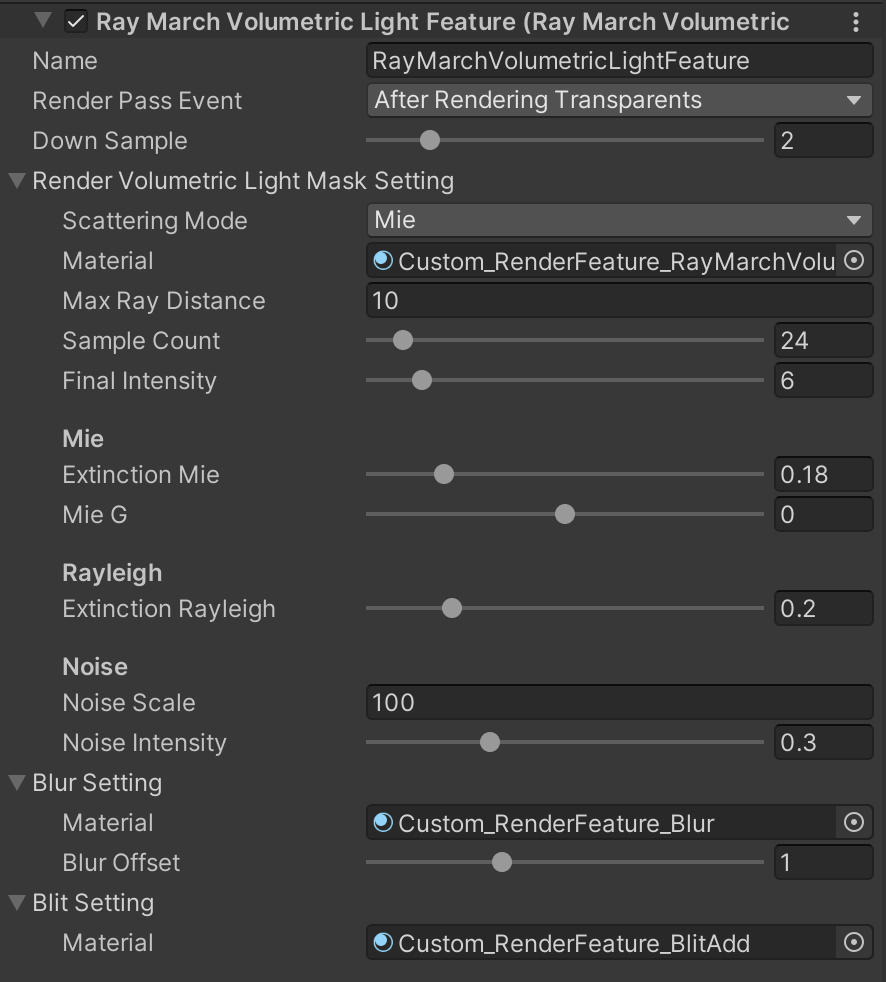 Ray March Volumetric Light Feature (Ray March Volumetric
Name RayMarchVolumetricLightFeature
Render Pass Event After Rendering Transparents
Down Sample 2
Render Volumetric Light Mask Setting
Scattering Mode Mie
Material Custom_RenderFeature_RayMarchVolu
Max Ray Distance 10
Sample Count 24
Final Intensity 6
Mie
Extinction Mie 0.18
Mie G 0
Rayleigh
Extinction Rayleigh 0.2
Noise
Noise Scale 100
Noise Intensity 0.3
Blur Setting
Material Custom_RenderFeature_Blur
Blur Offset 1
Blit Setting
Material Custom_RenderFeature_BlitAdd